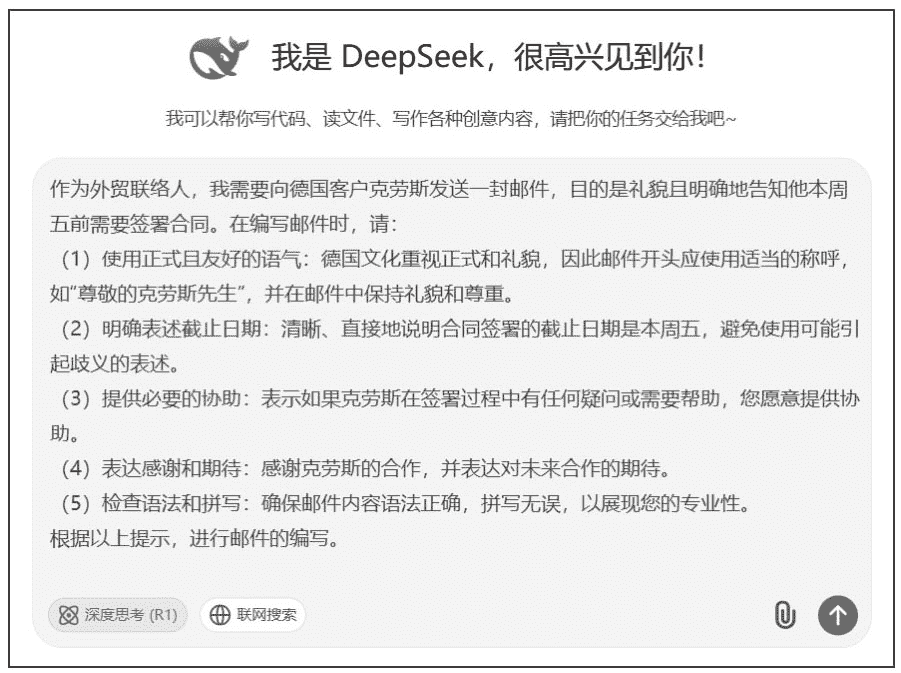 我是 DeepSeek，很高兴见到你！
我可以帮你写代码、读文件、写作各种创意内容，请把你的任务交给我吧~
作为外贸联络人，我需要向德国客户克劳斯发送一封邮件，目的是礼貌且明确地告知他本周
五前需要签署合同。在编写邮件时，请：
（1）使用正式且友好的语气：德国文化重视正式和礼貌，因此邮件开头应使用适当的称呼，
如“尊敬的克劳斯先生”，并在邮件中保持礼貌和尊重。
（2）明确表述截止日期：清晰、直接地说明合同签署的截止日期是本周五，避免使用可能引
起歧义的表述。
（3）提供必要的协助：表示如果克劳斯在签署过程中有任何疑问或需要帮助，您愿意提供协
助。
（4）表达感谢和期待：感谢克劳斯的合作，并表达对未来合作的期待。
（5）检查语法和拼写：确保邮件内容语法正确，拼写无误，以展现您的专业性。
根据以上提示，进行邮件的编写。
深度思考 (R1) 联网搜索